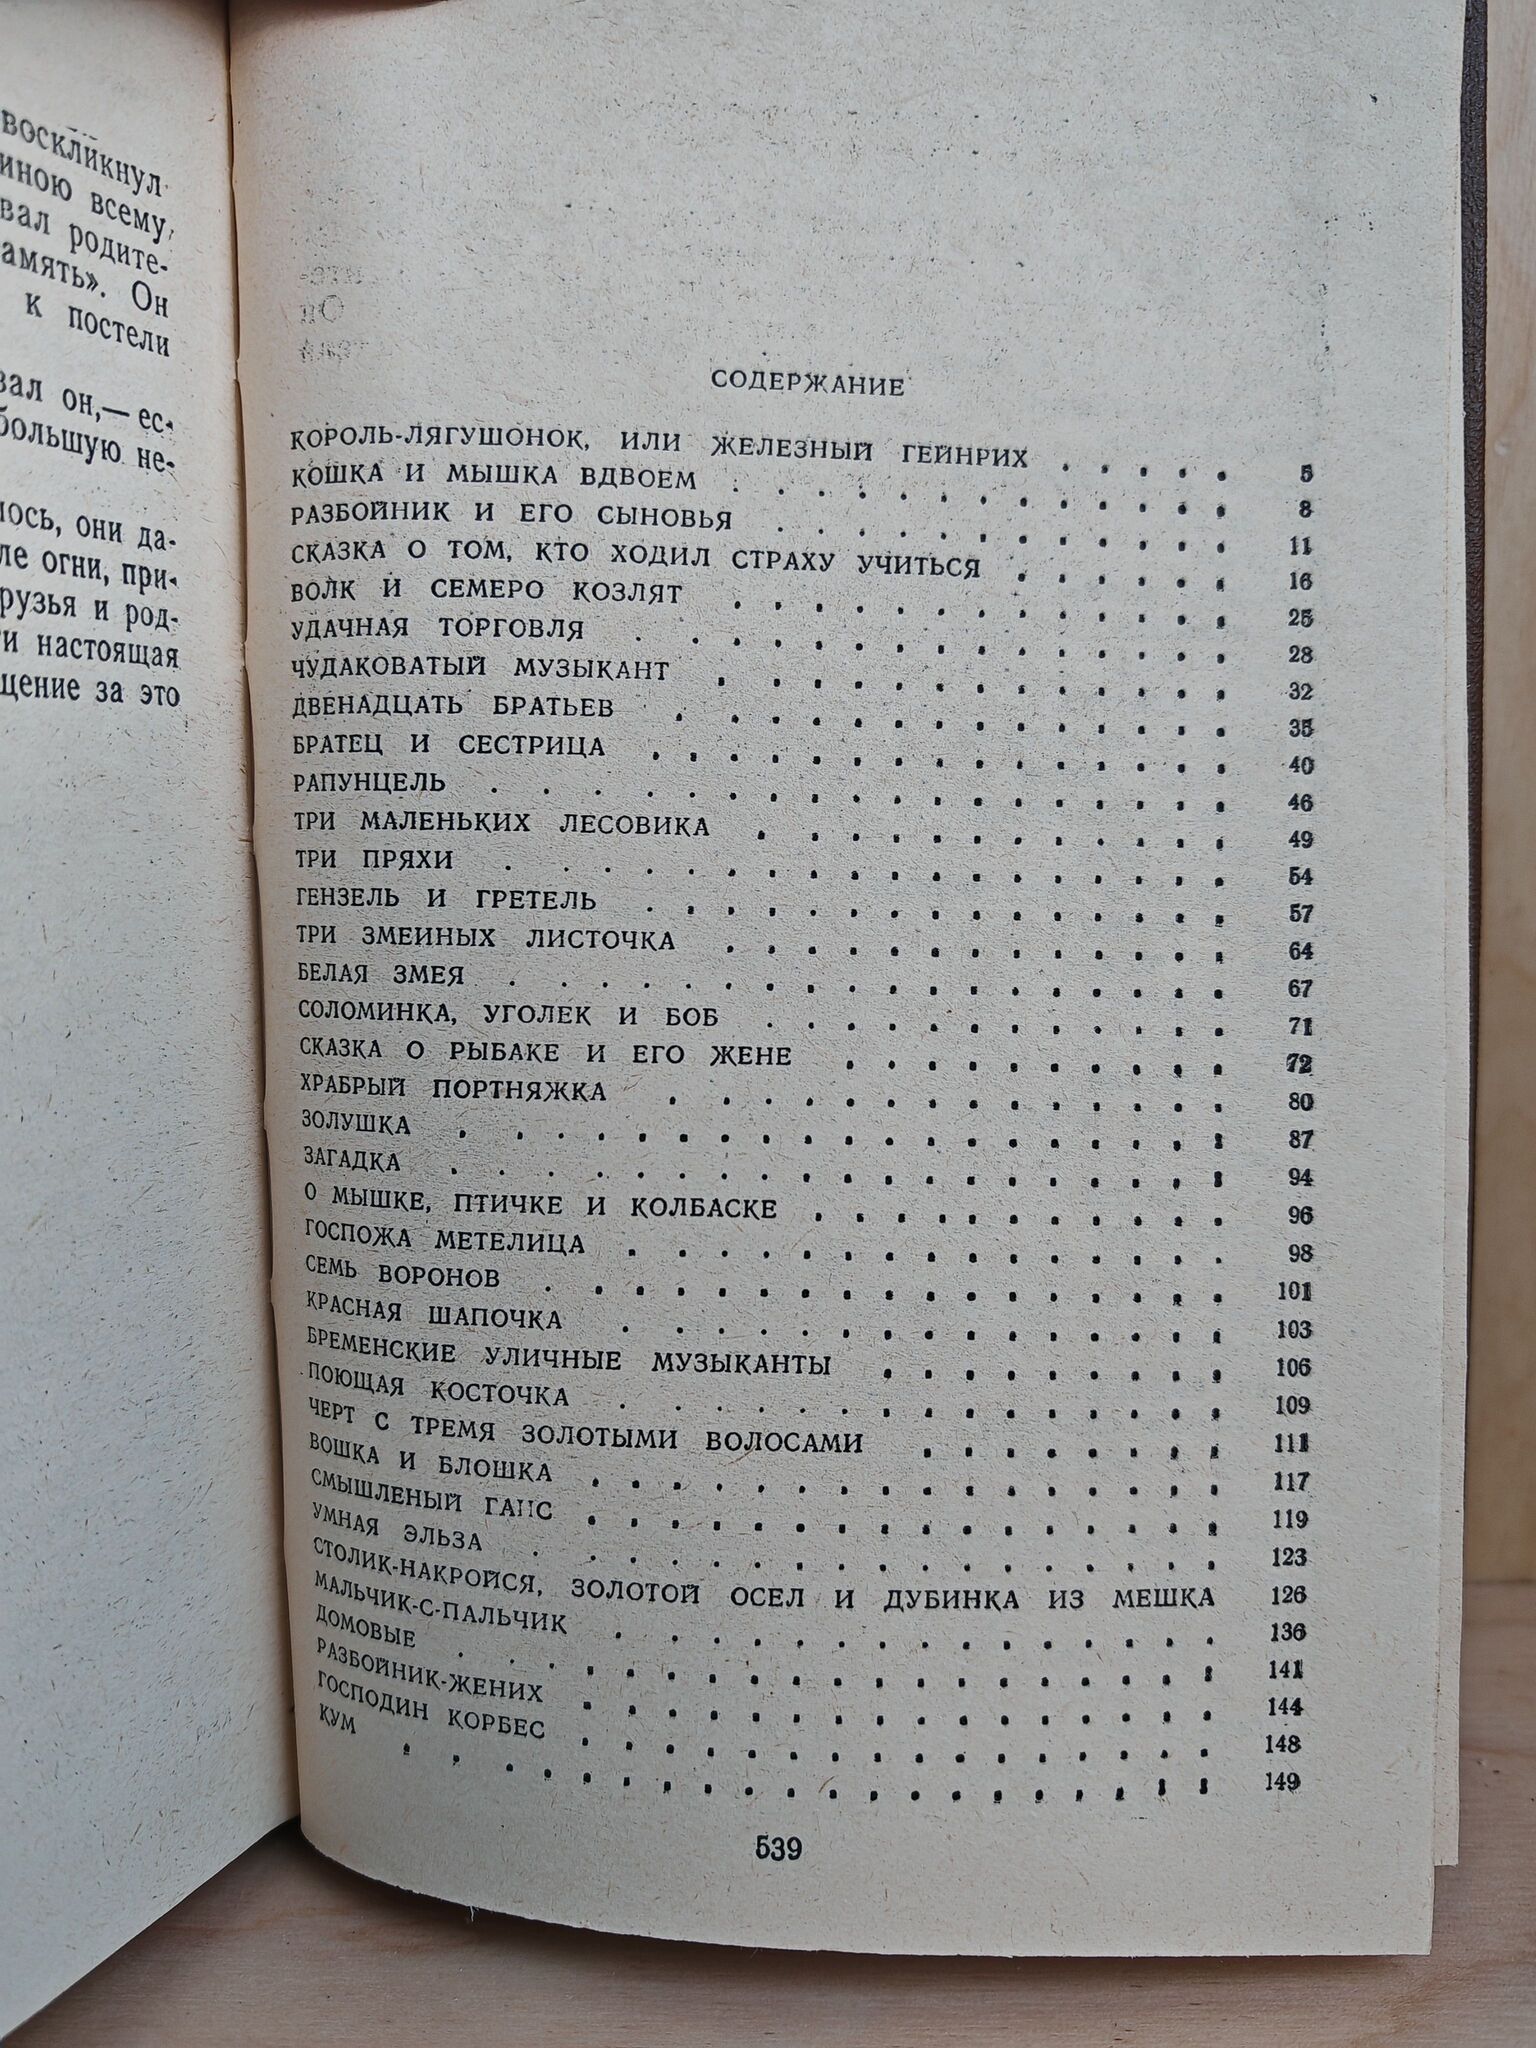 воскликнул
иною всему
вал родите-
амять». Он
к постели
вал он,— ес-
большую не-
лось, они да-
ле огни, при-
рузья и род-
ти настоящая
щение за это
СОДЕРЖАНИЕ
КОРОЛЬ-ЛЯГУШОНОК, ИЛИ ЖЕЛЕЗНЫЙ ГЕЙНРИХ . . . . . 5
КОШКА И МЫШКА ВДВОЕМ . . . . . . . . . . . . . 8
РАЗБОЙНИК И ЕГО СЫНОВЬЯ . . . . . . . . . . . . 11
СКАЗКА О ТОМ, КТО ХОДИЛ СТРАХУ УЧИТЬСЯ . . . . . . 16
ВОЛК И СЕМЕРО КОЗЛЯТ . . . . . . . . . . . . . 25
УДАЧНАЯ ТОРГОВЛЯ . . . . . . . . . . . . . . . 28
ЧУДАКОВАТЫЙ МУЗЫКАНТ . . . . . . . . . . . . . 32
ДВЕНАДЦАТЬ БРАТЬЕВ . . . . . . . . . . . . . . 35
БРАТЕЦ И СЕСТРИЦА . . . . . . . . . . . . . . . 40
РАПУНЦЕЛЬ . . . . . . . . . . . . . . . . . . . 46
ТРИ МАЛЕНЬКИХ ЛЕСОВИКА . . . . . . . . . . . . 49
ТРИ ПРЯХИ . . . . . . . . . . . . . . . . . . 54
ГЕНЗЕЛЬ И ГРЕТЕЛЬ . . . . . . . . . . . . . . . 57
ТРИ ЗМЕИНЫХ ЛИСТОЧКА . . . . . . . . . . . . . 64
БЕЛАЯ ЗМЕЯ . . . . . . . . . . . . . . . . . . 67
СОЛОМИНКА, УГОЛЕК И БОБ . . . . . . . . . . . . 71
СКАЗКА О РЫБАКЕ И ЕГО ЖЕНЕ . . . . . . . . . . 72
ХРАБРЫЙ ПОРТНЯЖКА . . . . . . . . . . . . . . 80
ЗОЛУШКА . . . . . . . . . . . . . . . . . . . 87
ЗАГАДКА . . . . . . . . . . . . . . . . . . . 94
О МЫШКЕ, ПТИЧКЕ И КОЛБАСКЕ . . . . . . . . . . . 96
ГОСПОЖА МЕТЕЛИЦА . . . . . . . . . . . . . . . 98
СЕМЬ ВОРОНОВ . . . . . . . . . . . . . . . . . 101
КРАСНАЯ ШАПОЧКА . . . . . . . . . . . . . . . 103
БРЕМЕНСКИЕ УЛИЧНЫЕ МУЗЫКАНТЫ . . . . . . . . . 106
ПОЮЩАЯ КОСТОЧКА . . . . . . . . . . . . . . . 109
ЧЕРТ С ТРЕМЯ ЗОЛОТЫМИ ВОЛОСАМИ . . . . . . . . 111
ВОШКА И БЛОШКА . . . . . . . . . . . . . . . . 117
СМЫШЛЕНЫЙ ГАНС . . . . . . . . . . . . . . . . 119
УМНАЯ ЭЛЬЗА . . . . . . . . . . . . . . . . . 123
СТОЛИК-НАКРОЙСЯ, ЗОЛОТОЙ ОСЕЛ И ДУБИНКА ИЗ МЕШКА 126
МАЛЬЧИК-С-ПАЛЬЧИК . . . . . . . . . . . . . . . 136
ДОМОВЫЕ . . . . . . . . . . . . . . . . . . . 141
РАЗБОЙНИК-ЖЕНИХ . . . . . . . . . . . . . . . . 144
ГОСПОДИН КОРБЕС . . . . . . . . . . . . . . . . 148
КУМ . . . . . . . . . . . . . . . . . . . . . 149
539